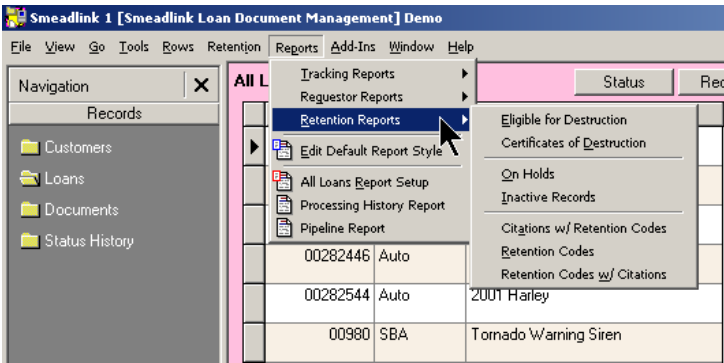 Smeadlink 1 [Smeadlink Loan Document Management] Demo
File View Go Tools Rows Retention Reports Add-Ins Window Help
Navigation
Records
Customers
Loans
Documents
Status History
All L
Status Rec
Tracking Reports
Requestor Reports
Retention Reports
Edit Default Report Style
All Loans Report Setup
Processing History Report
Pipeline Report
Eligible for Destruction
Certificates of Destruction
On Holds
Inactive Records
Citations w/ Retention Codes
Retention Codes
Retention Codes w/ Citations
00282446 Auto
00282544 Auto 2001 Harley
00980 SBA Tornado Warning Siren